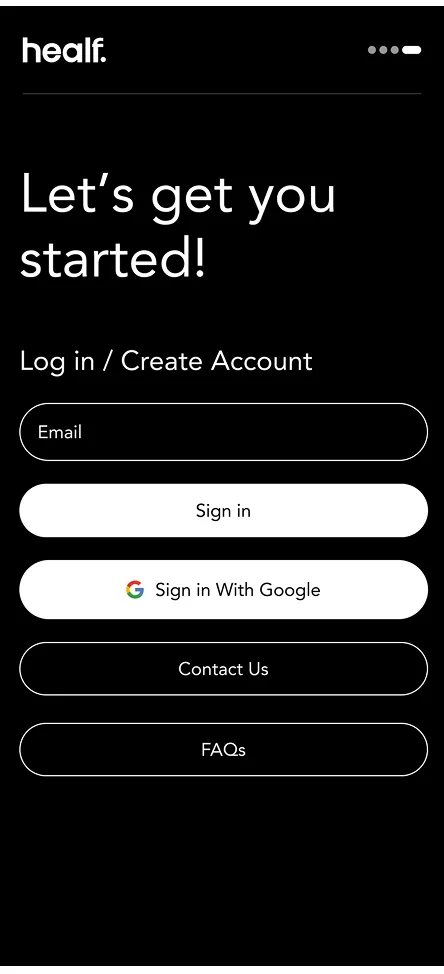 healf.
Let’s get you
started!
Log in / Create Account
Email
Sign in
Sign in With Google
Contact Us
FAQs